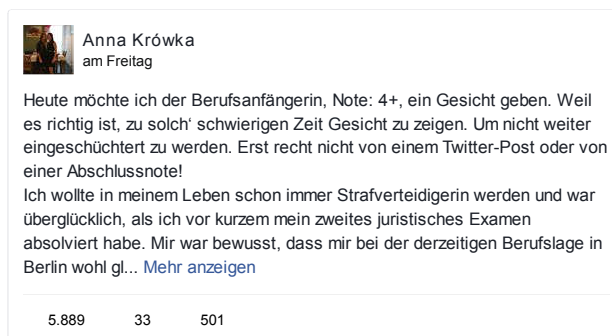 Anna Krówka
am Freitag
Heute möchte ich der Berufsanfängerin, Note: 4+, ein Gesicht geben. Weil
es richtig ist, zu solch‘ schwierigen Zeit Gesicht zu zeigen. Um nicht weiter
eingeschüchtert zu werden. Erst recht nicht von einem Twitter-Post oder von
einer Abschlussnote!
Ich wollte in meinem Leben schon immer Strafverteidigerin werden und war
überglücklich, als ich vor kurzem mein zweites juristisches Examen
absolviert habe. Mir war bewusst, dass mir bei der derzeitigen Berufslage in
Berlin wohl gl... Mehr anzeigen
5.889 33 501